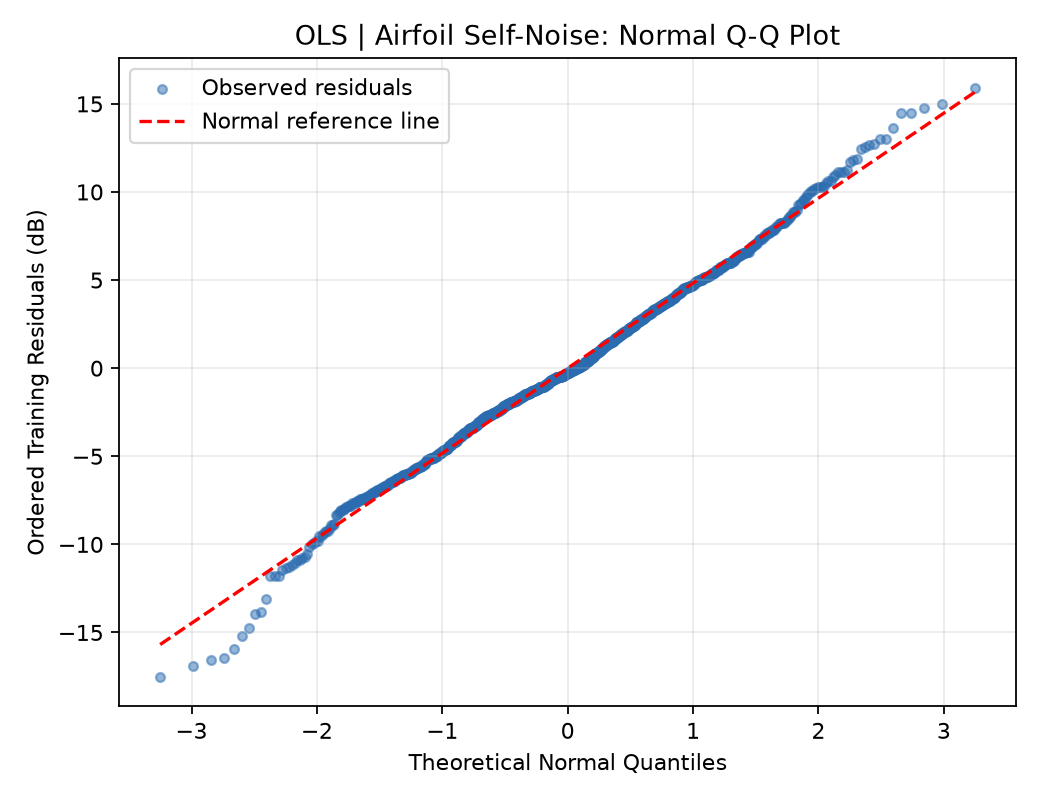 OLS | Airfoil Self-Noise: Normal Q-Q Plot
Observed residuals
Normal reference line
15
10
5
0
−5
−10
−15
Ordered Training Residuals (dB)
−3 −2 −1 0 1 2 3
Theoretical Normal Quantiles